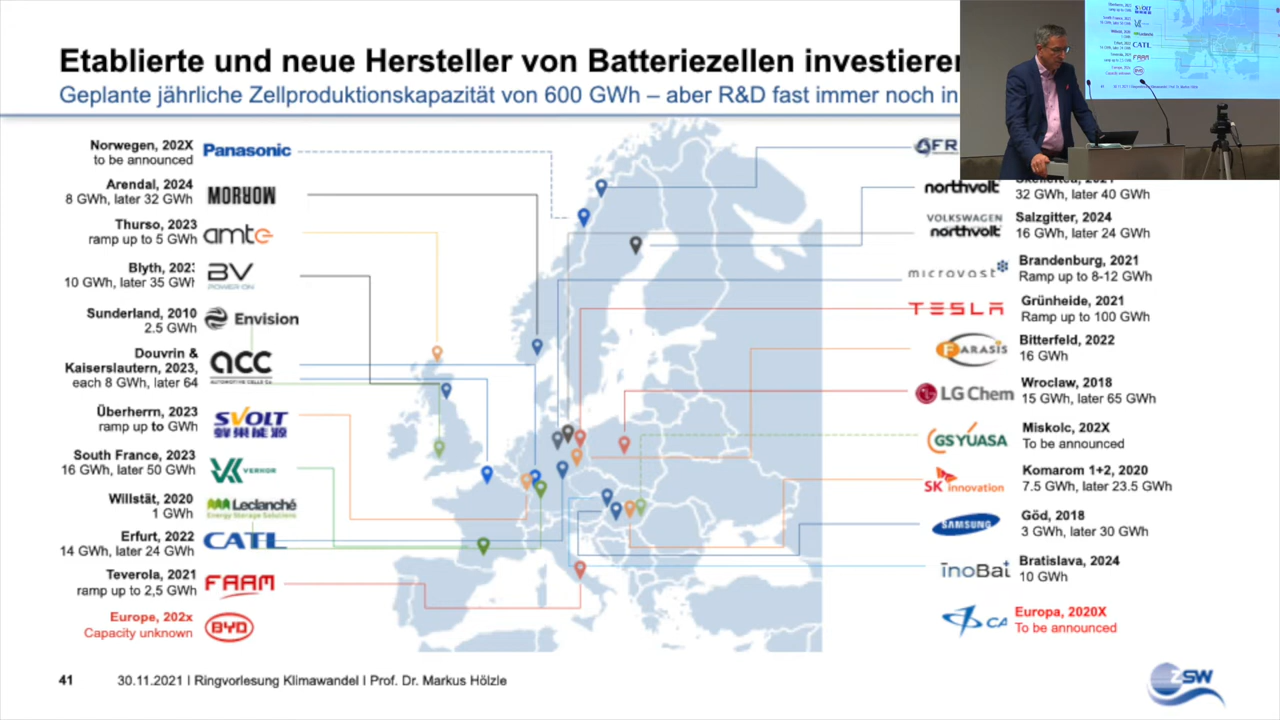 Etablierte und neue Hersteller von Batteriezellen investieren
Geplante jährliche Zellproduktionskapazität von 600 GWh – aber R&D fast immer noch in
Norwegen, 202X
to be announced
Panasonic
Arendal, 2024
8 GWh, later 32 GWh
MORROW
Thurso, 2023
ramp up to 5 GWh
amte
Blyth, 2023
10 GWh, later 35 GWh
BV
POWER-ON
Sunderland, 2010
2.5 GWh
Envision
Douvrin &
Kaiserslautern, 2023,
each 8 GWh, later 64
acc
AUTOMOTIVE CELLS Co
Überherrn, 2023
ramp up to GWh
SVOLT
蜂巢能源
South France, 2023
16 GWh, later 50 GWh
VERKOR
Willstät, 2020
1 GWh
Leclanché
Energy Storage Solutions
Erfurt, 2022
14 GWh, later 24 GWh
CATL
Teverola, 2021
ramp up to 2,5 GWh
FAAM
Europe, 202x
Capacity unknown
BYD
FR
northvolt
32 GWh, later 40 GWh
VOLKSWAGEN
northvolt
Salzgitter, 2024
16 GWh, later 24 GWh
microvast
Brandenburg, 2021
Ramp up to 8-12 GWh
TESLA
Grünheide, 2021
Ramp up to 100 GWh
FARASIS
Bitterfeld, 2022
16 GWh
LG Chem
Wroclaw, 2018
15 GWh, later 65 GWh
GS YUASA
Miskolc, 202X
To be announced
SK innovation
Komarom 1+2, 2020
7.5 GWh, later 23.5 GWh
SAMSUNG
Göd, 2018
3 GWh, later 30 GWh
inoBat
Bratislava, 2024
10 GWh
CA
Europa, 2020X
To be announced
41
30.11.2021 | Ringvorlesung Klimawandel | Prof. Dr. Markus Hölzle
ZSW